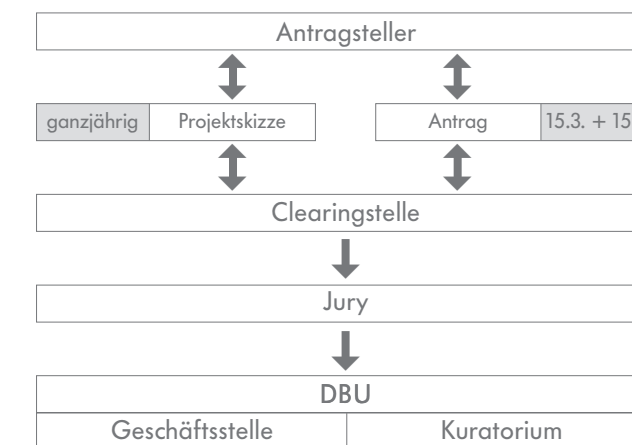 Antragsteller
ganzjährig Projektskizze Antrag 15.3. + 15
Clearingstelle
Jury
DBU
Geschäftsstelle Kuratorium